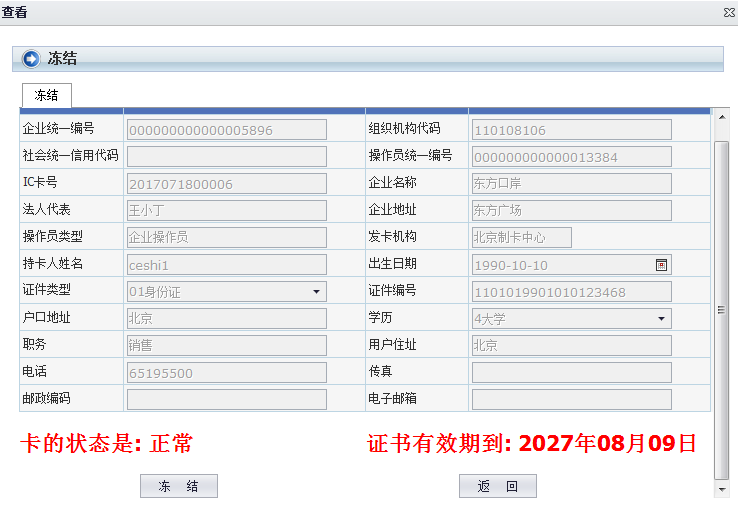 查看
冻结
冻结
企业统一编号 000000000000005896 组织机构代码 110108106
社会统一信用代码 操作员统一编号 000000000000013384
IC卡号 2017071800006 企业名称 东方口岸
法人代表 王小丁 企业地址 东方广场
操作员类型 企业操作员 发卡机构 北京制卡中心
持卡人姓名 ceshi1 出生日期 1990-10-10
证件类型 01身份证 证件编号 1101019901010123468
户口地址 北京 学历 4大学
职务 销售 用户住址 北京
电话 65195500 传真
邮政编码 电子邮箱
卡的状态是: 正常 证书有效期到: 2027年08月09日
冻 结 返 回